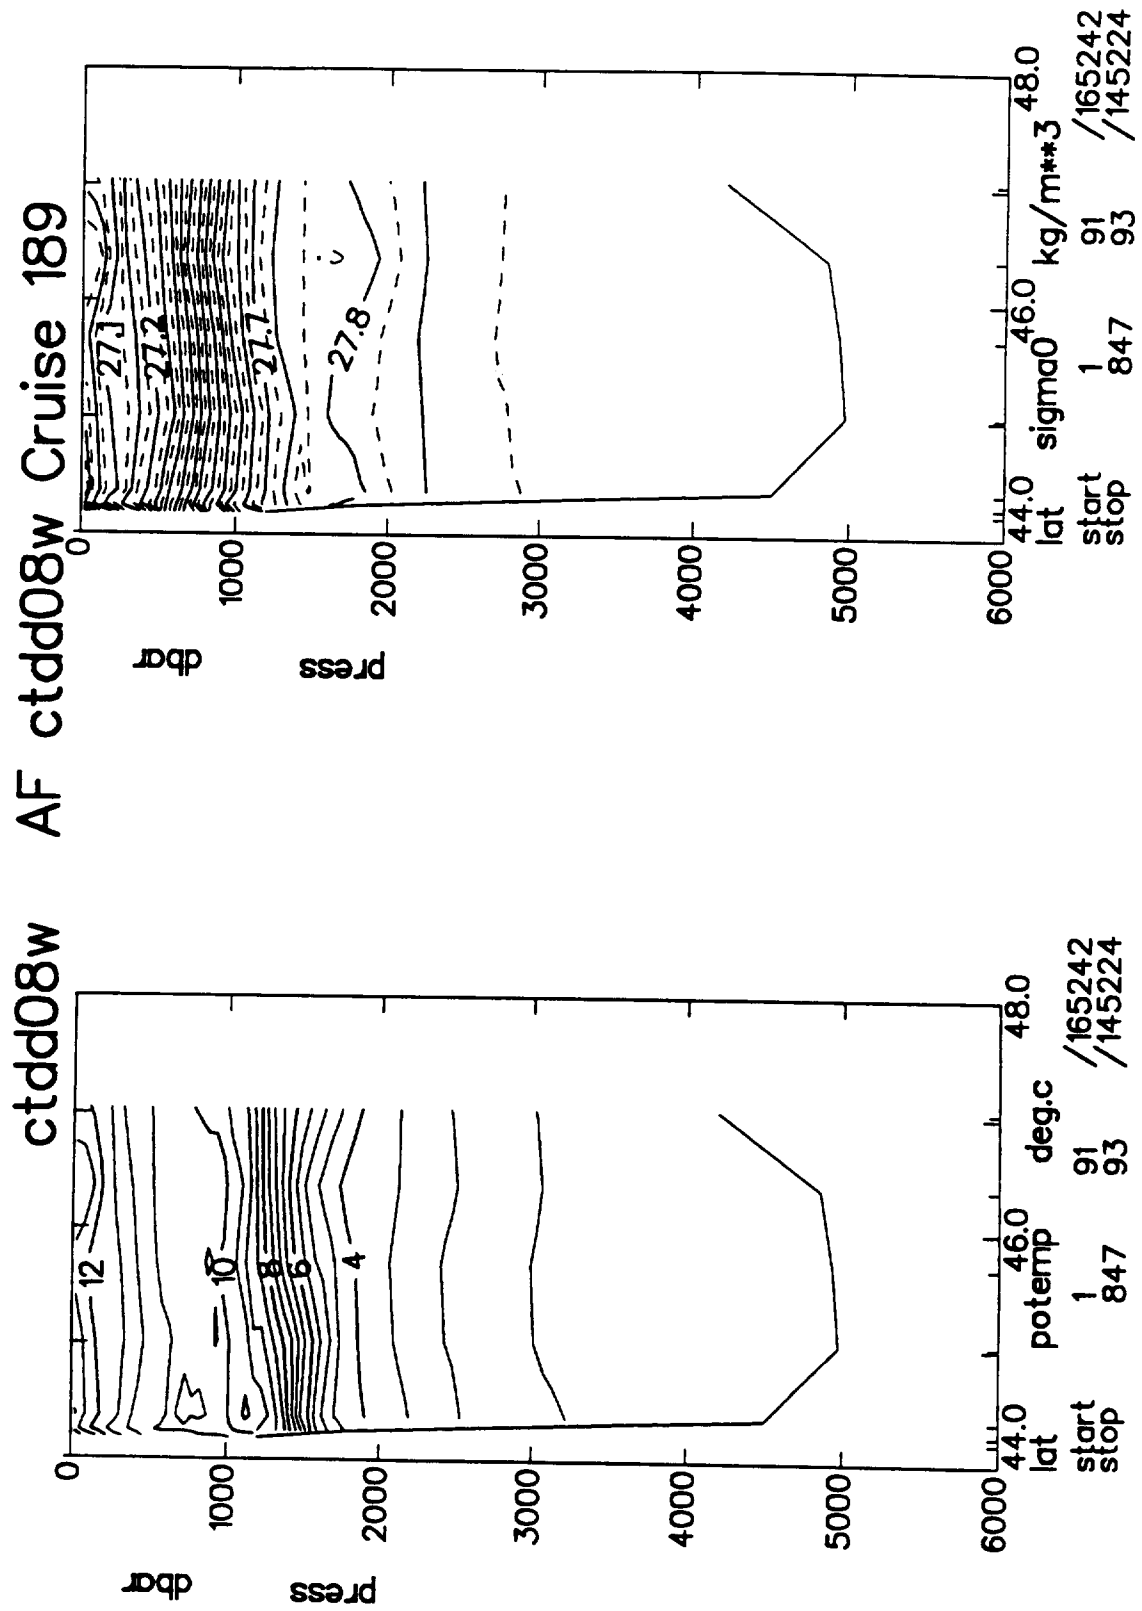 ctdd08w AF ctdd08w Cruise 189
0
1000
2000
3000
4000
5000
6000
dbar
press
12
10
8
6
4
44.0 46.0 48.0
lat potemp deg.c
start 1 91 /165242
stop 847 93 /145224
0
1000
2000
3000
4000
5000
6000
dbar
press
27.1
27.2
27.7
27.8
44.0 46.0 48.0
lat sigma0 kg/m**3
start 1 91 /165242
stop 847 93 /145224